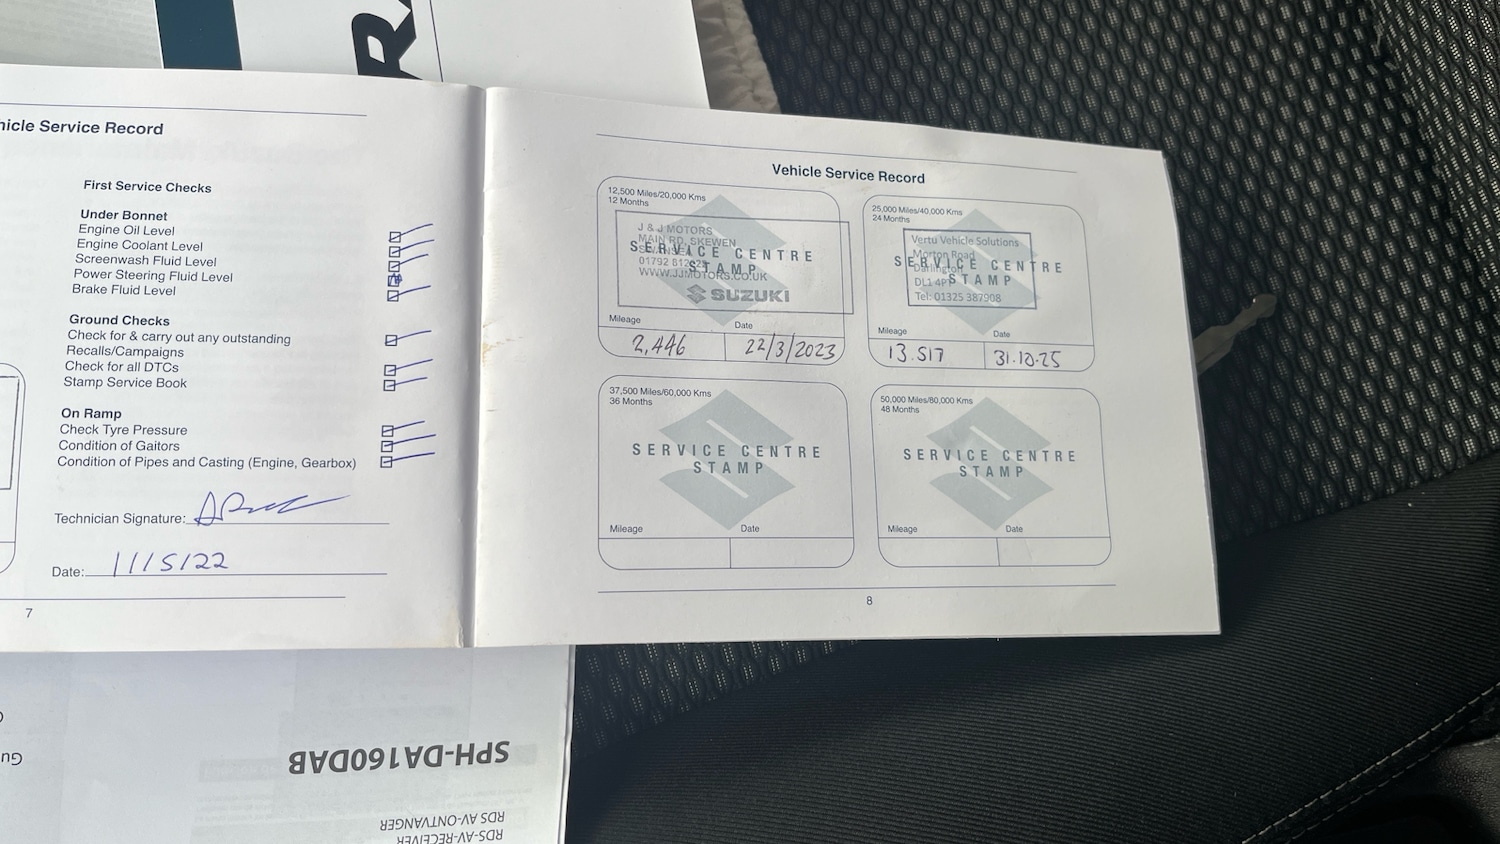 RA
hicle Service Record
First Service Checks
Under Bonnet
Engine Oil Level
Engine Coolant Level
Screenwash Fluid Level
Power Steering Fluid Level
Brake Fluid Level
Ground Checks
Check for & carry out any outstanding
Recalls/Campaigns
Check for all DTCs
Stamp Service Book
On Ramp
Check Tyre Pressure
Condition of Gaitors
Condition of Pipes and Casting (Engine, Gearbox)
Technician Signature:
Date: 11/5/22
7
Vehicle Service Record
12,500 Miles/20,000 Kms
12 Months
J & J MOTORS
MAIN RD, SKEWEN
SERVICE CENTRE
STAMP
01792
WWW.JJMOTORS.CO.UK
SUZUKI
Mileage Date
2,446 22/3/2023
25,000 Miles/40,000 Kms
24 Months
Vertu Vehicle Solutions
Morton Road
SERVICE CENTRE
Darlington
STAMP
DL1 4P
Tel: 01325 387908
Mileage Date
13.517 31.10.25
37,500 Miles/60,000 Kms
36 Months
SERVICE CENTRE
STAMP
Mileage Date
50,000 Miles/80,000 Kms
48 Months
SERVICE CENTRE
STAMP
Mileage Date
8
SPH-DA160DAB
RDS AV-ONTVANGER
RDS-AV-RECEIVER
Gu